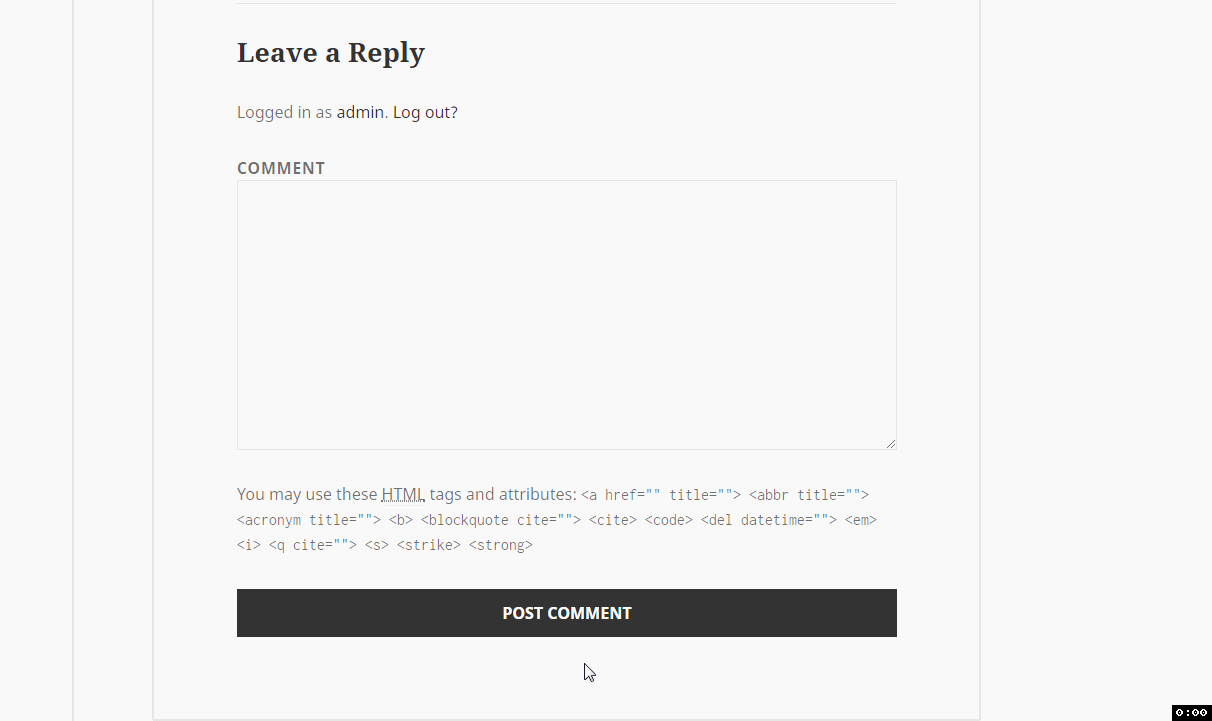 Leave a Reply
Logged in as admin. Log out?
COMMENT
You may use these HTML tags and attributes: <a href="" title=""> <abbr title="">
<acronym title=""> <b> <blockquote cite=""> <cite> <code> <del datetime=""> <em>
<i> <q cite=""> <s> <strike> <strong>
POST COMMENT
0:00